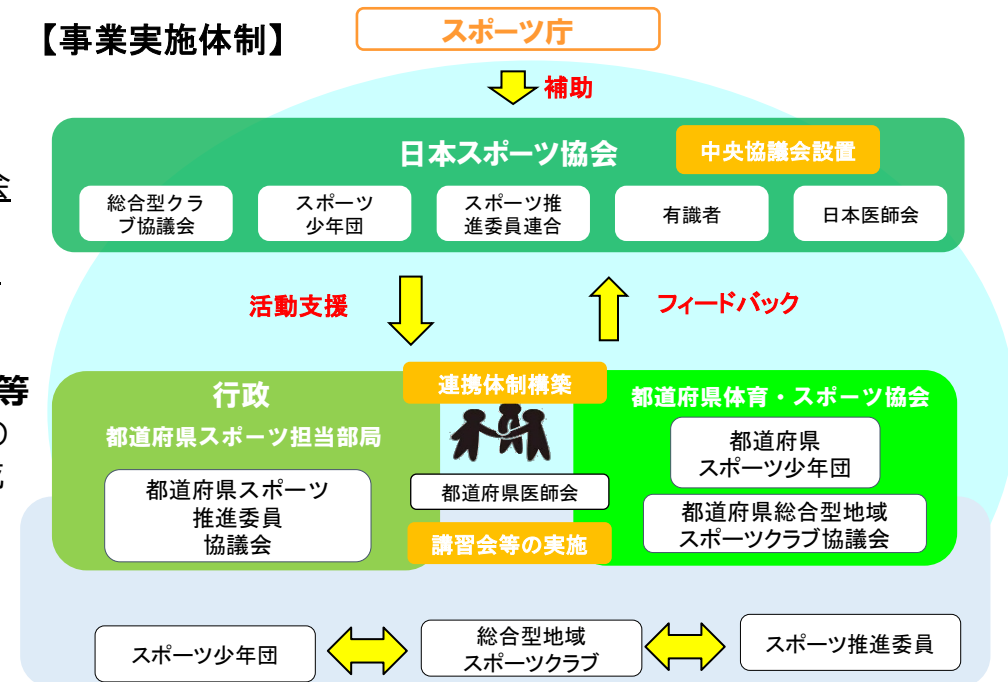 【事業実施体制】
スポーツ庁
補助
日本スポーツ協会
中央協議会設置
総合型クラ
ブ協議会
スポーツ
少年団
スポーツ推
進委員連合
有識者
日本医師会
活動支援
フィードバック
等
行政
都道府県スポーツ担当部局
都道府県スポーツ
推進委員
協議会
連携体制構築
都道府県医師会
講習会等の実施
都道府県体育・スポーツ協会
都道府県
スポーツ少年団
都道府県総合型地域
スポーツクラブ協議会
スポーツ少年団
総合型地域
スポーツクラブ
スポーツ推進委員